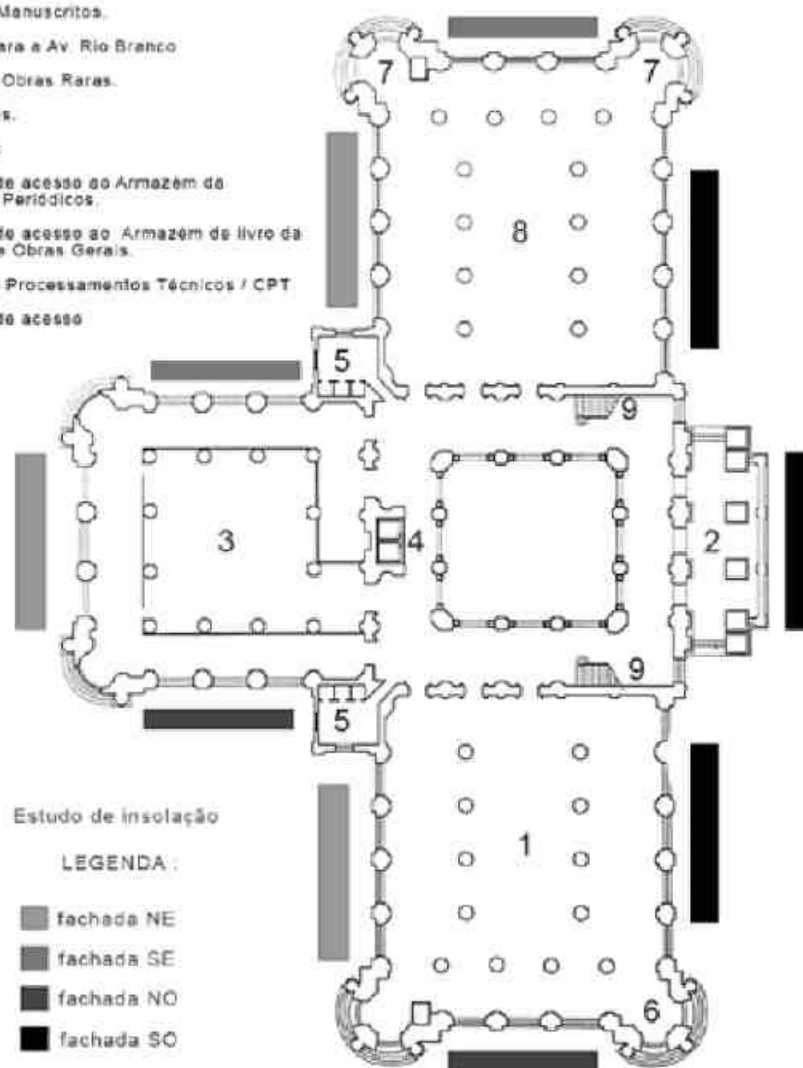 Manuscritos.
ara a Av. Rio Branco
Obras Raras.
s.
de acesso ao Armazém da
Periódicos.
de acesso ao Armazém de livro da
e Obras Gerais.
Processamentos Técnicos / CPT
de acesso
7
7
8
5
9
3
4
2
9
5
1
6
Estudo de insolação
LEGENDA :
fachada NE
fachada SE
fachada NO
fachada SO